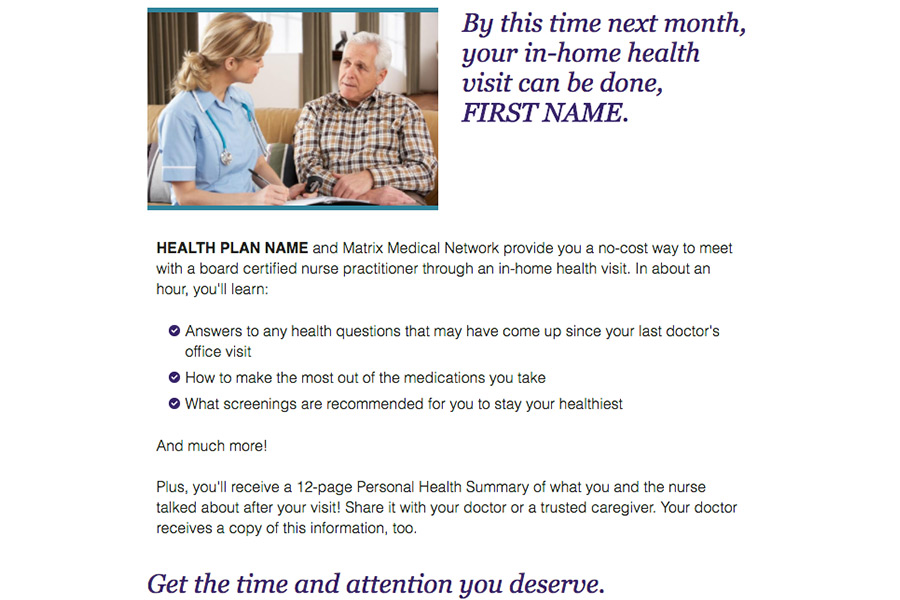 By this time next month,
your in-home health
visit can be done,
FIRST NAME.
HEALTH PLAN NAME and Matrix Medical Network provide you a no-cost way to meet
with a board certified nurse practitioner through an in-home health visit. In about an
hour, you'll learn:
Answers to any health questions that may have come up since your last doctor's
office visit
How to make the most out of the medications you take
What screenings are recommended for you to stay your healthiest
And much more!
Plus, you'll receive a 12-page Personal Health Summary of what you and the nurse
talked about after your visit! Share it with your doctor or a trusted caregiver. Your doctor
receives a copy of this information, too.
Get the time and attention you deserve.